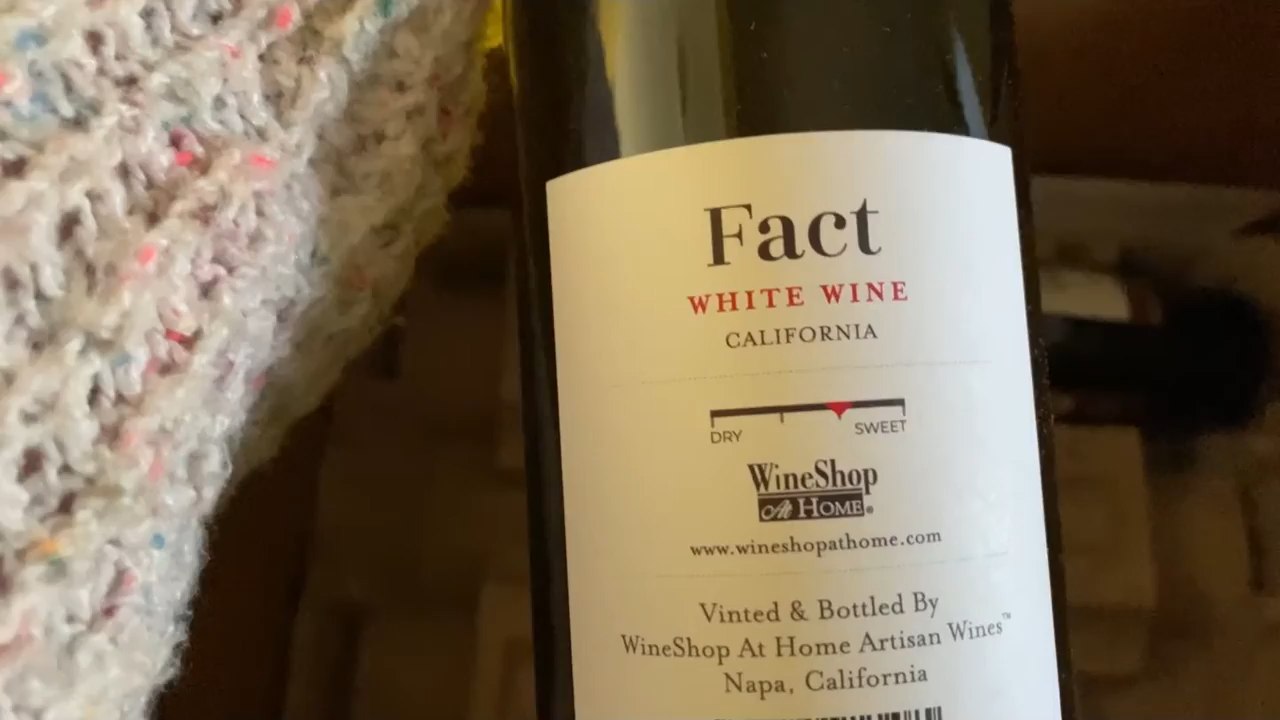 Fact
WHITE WINE
CALIFORNIA
DRY SWEET
WineShop
At HOME®
www.wineshopathome.com
Vinted & Bottled By
WineShop At Home Artisan Wines™
Napa, California